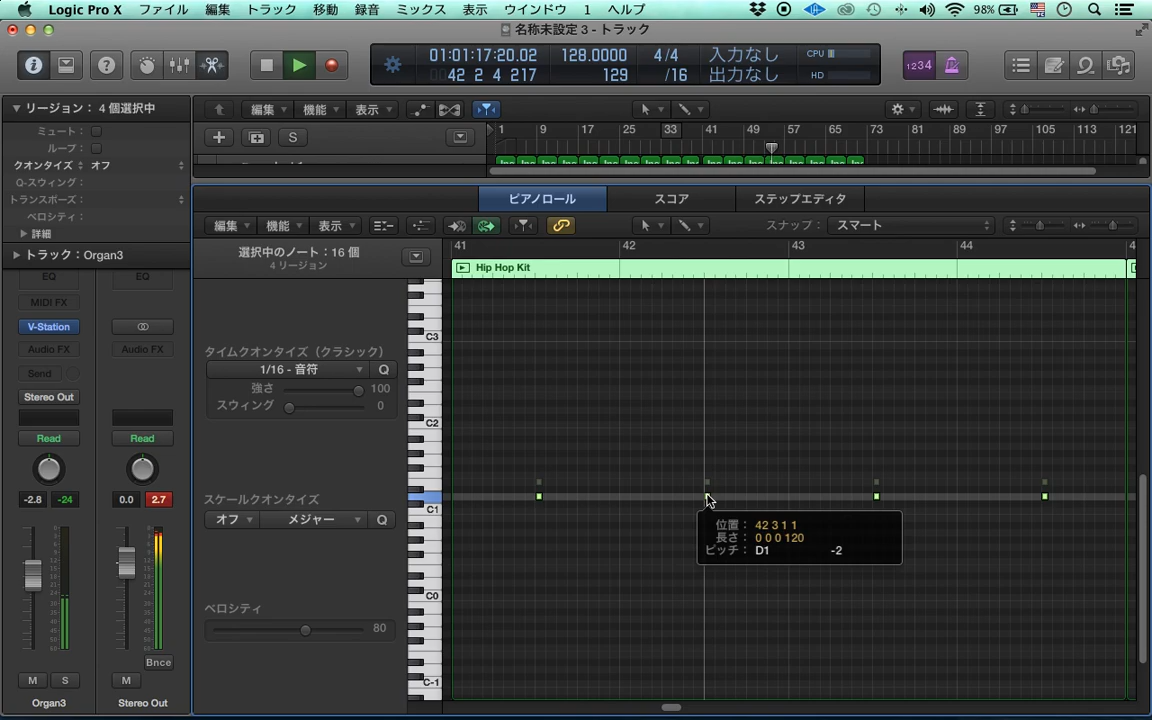 Logic Pro X ファイル 編集 トラック 移動 録音 ミックス 表示 ウインドウ 1 ヘルプ 98%
名称未設定 3 - トラック
01:01:17:20.02 128.0000 4/4 入力なし CPU
42 2 4 217 129 /16 出力なし HD
1234
リージョン： 4 個選択中
ミュート：
ループ：
クオンタイズ オフ
Q-スウィング：
トランスポーズ：
ベロシティ：
詳細
トラック：Organ3
編集 機能 表示
S
1 9 17 25 33 41 49 57 65 73 81 89 97 105 113 121
ピアノロール スコア ステップエディタ
編集 機能 表示 スナップ： スマート
選択中のノート：16 個
4 リージョン
41 42 43 44 4
Hip Hop Kit
タイムクオンタイズ（クラシック）
1/16 - 音符 Q
強さ 100
スウィング 0
スケールクオンタイズ
オフ メジャー Q
ベロシティ
80
C3
C2
C1
C0
C-1
位置： 42 3 1 1
長さ： 0 0 0 120
ピッチ： D1 -2
EQ EQ
MIDI FX
V-Station
Audio FX Audio FX
Send
Stereo Out
Read Read
-2.8 -24 0.0 2.7
Bnce
M S M
Organ3 Stereo Out